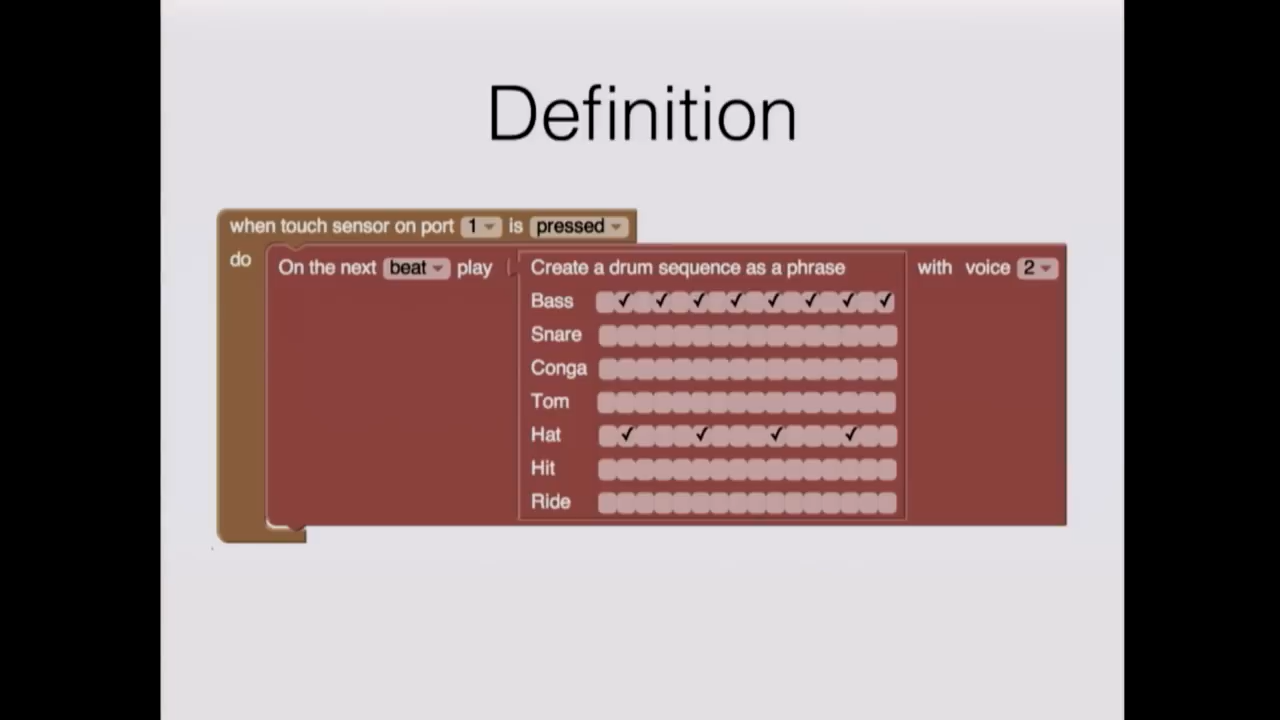 Definition
when touch sensor on port 1 is pressed
do
On the next beat play Create a drum sequence as a phrase with voice 2
Bass ✓ ✓ ✓ ✓ ✓ ✓ ✓ ✓
Snare
Conga
Tom
Hat ✓ ✓ ✓ ✓
Hit
Ride